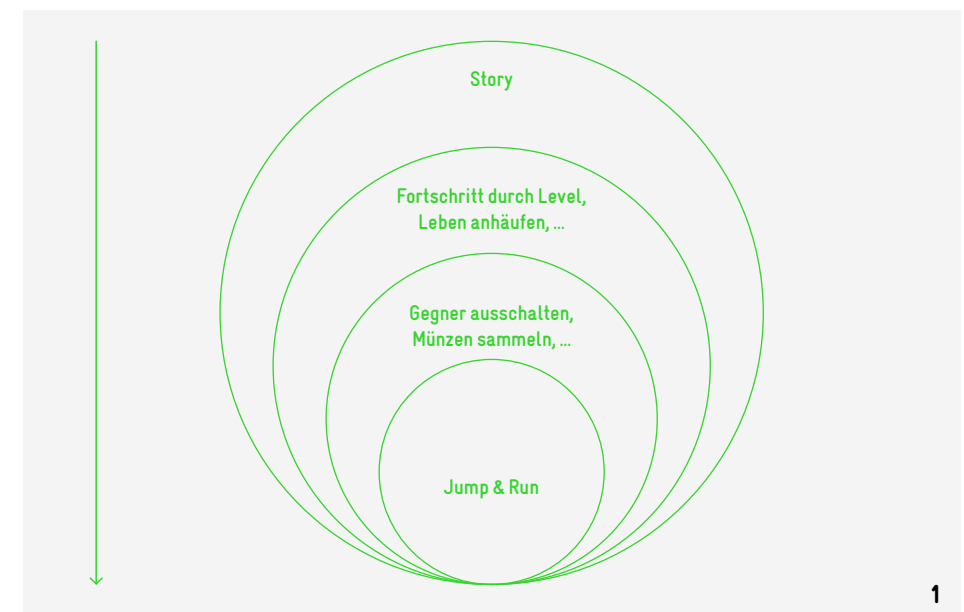 Story
Fortschritt durch Level,
Leben anhäufen, ...
Gegner ausschalten,
Münzen sammeln, ...
Jump & Run
1